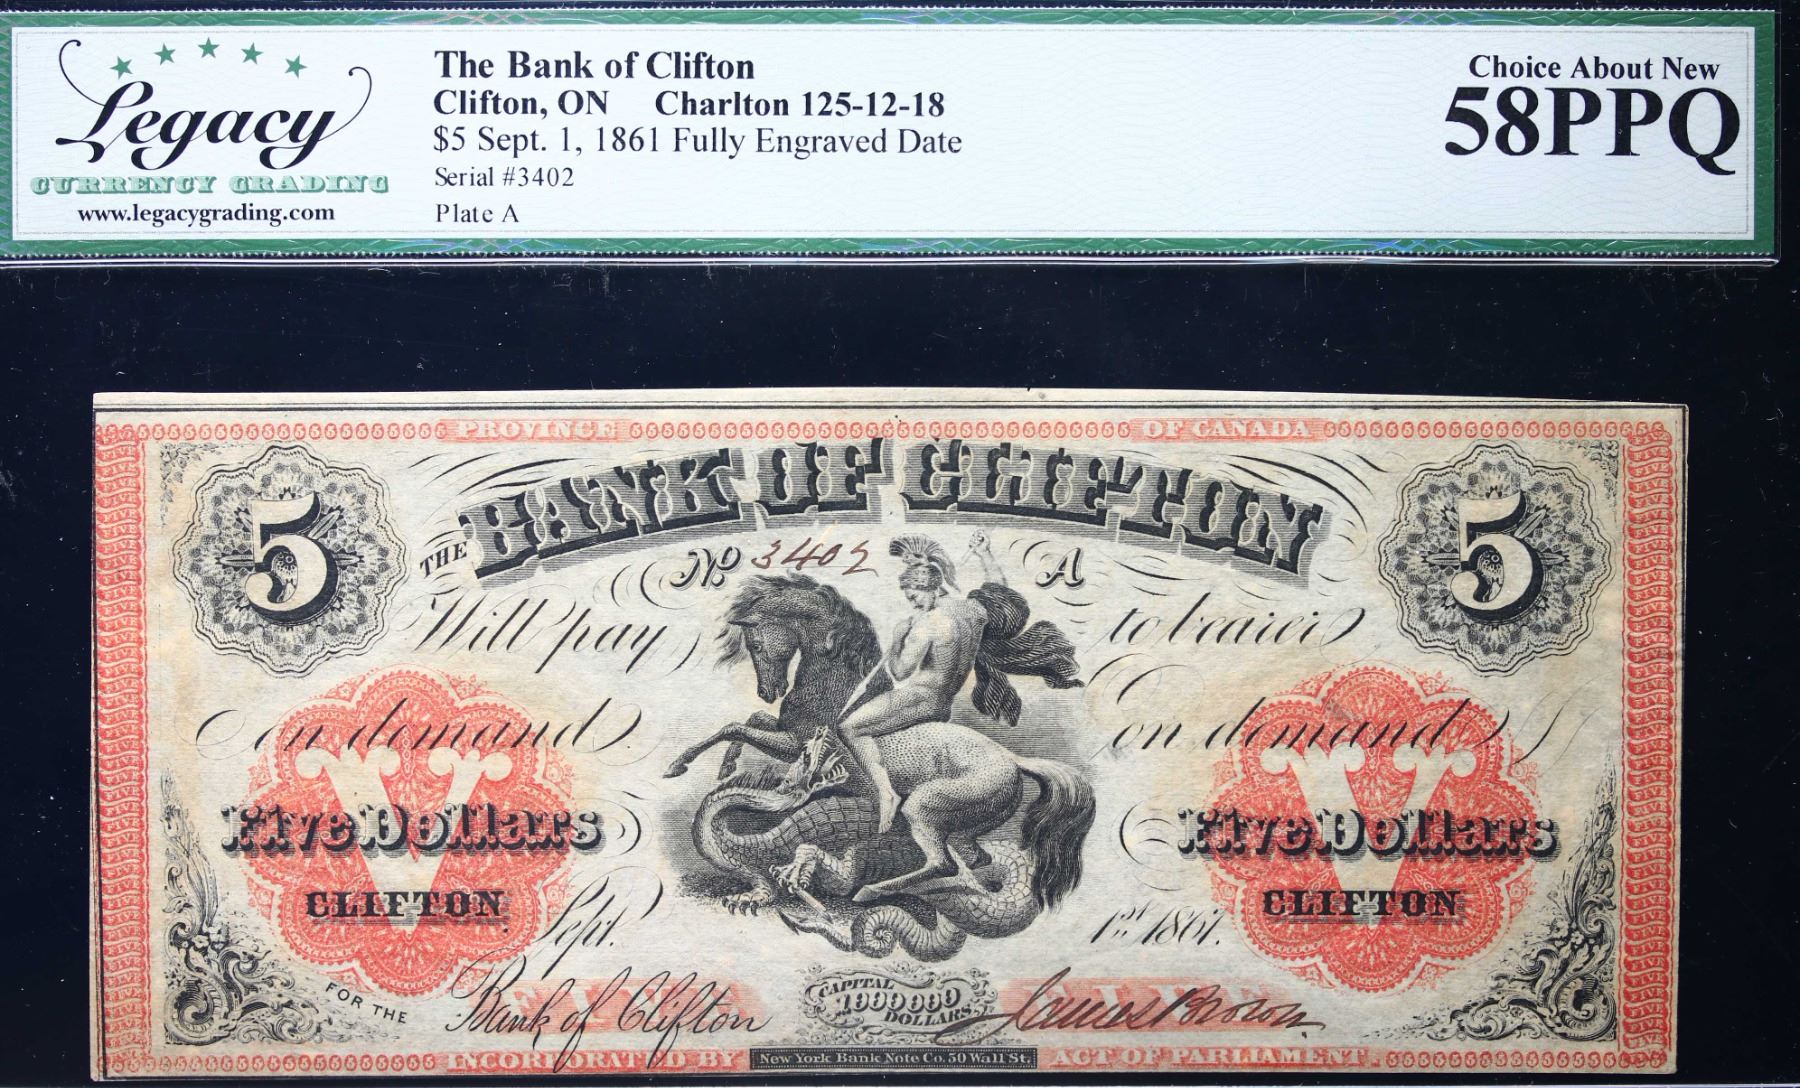 Legacy
CURRENCY GRADING
www.legacygrading.com
The Bank of Clifton
Clifton, ON Charlton 125-12-18
$5 Sept. 1, 1861 Fully Engraved Date
Serial #3402
Plate A
Choice About New
58PPQ
PROVINCE OF CANADA
5 THE BANK OF CLIFTON 5
No 3402 A
Will pay to bearer
on demand on demand
V V
Five Dollars Five Dollars
CLIFTON CLIFTON
Sept. 1st 1861.
FOR THE Bank of Clifton James Brown
FIVE FIVE
CAPITAL
1000000
DOLLARS
INCORPORATED BY New York Bank Note Co. 50 Wall St. ACT OF PARLIAMENT.